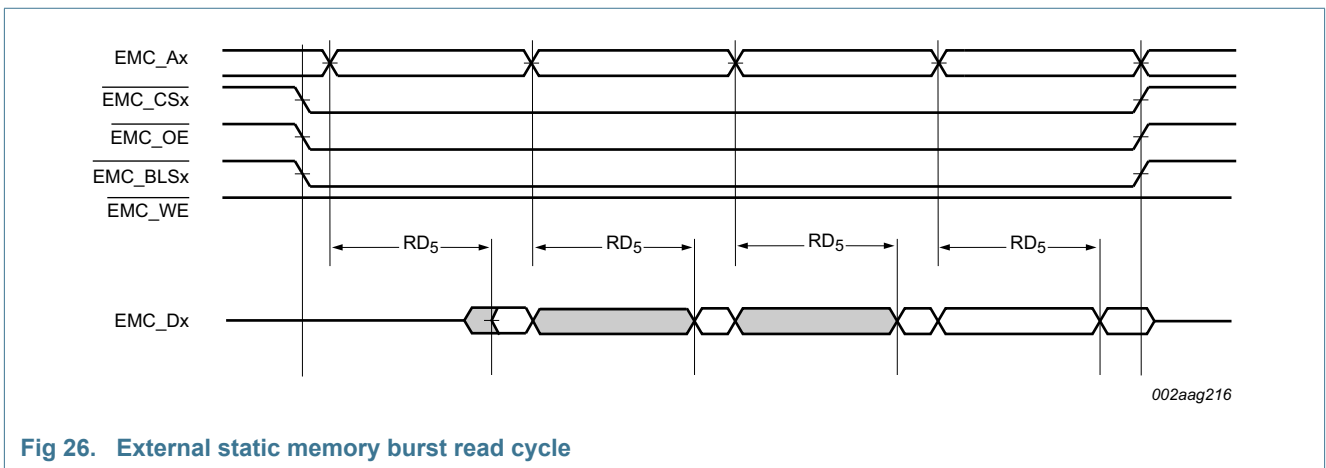 EMC_Ax
EMC_CSx
EMC_OE
EMC_BLSx
EMC_WE
RD5 RD5 RD5 RD5
EMC_Dx
002aag216
Fig 26. External static memory burst read cycle